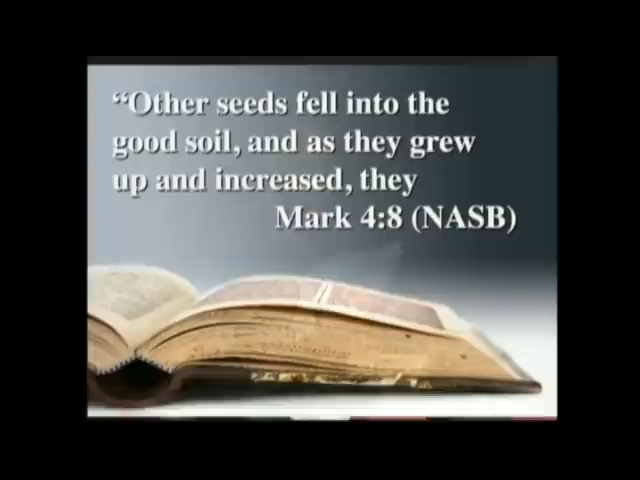 “Other seeds fell into the
good soil, and as they grew
up and increased, they
Mark 4:8 (NASB)